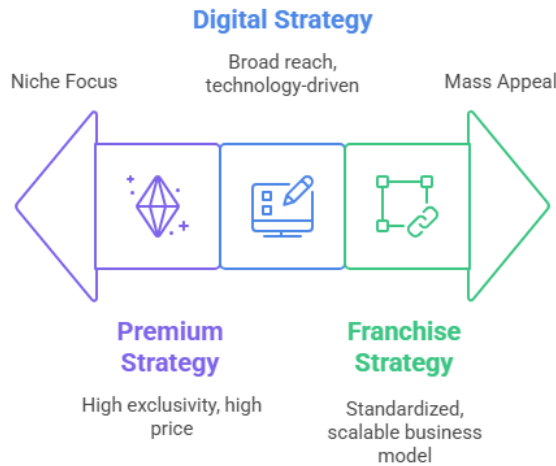 Digital Strategy
Broad reach,
technology-driven
Niche Focus
Mass Appeal
Premium
Strategy
High exclusivity, high
price
Franchise
Strategy
Standardized,
scalable business
model